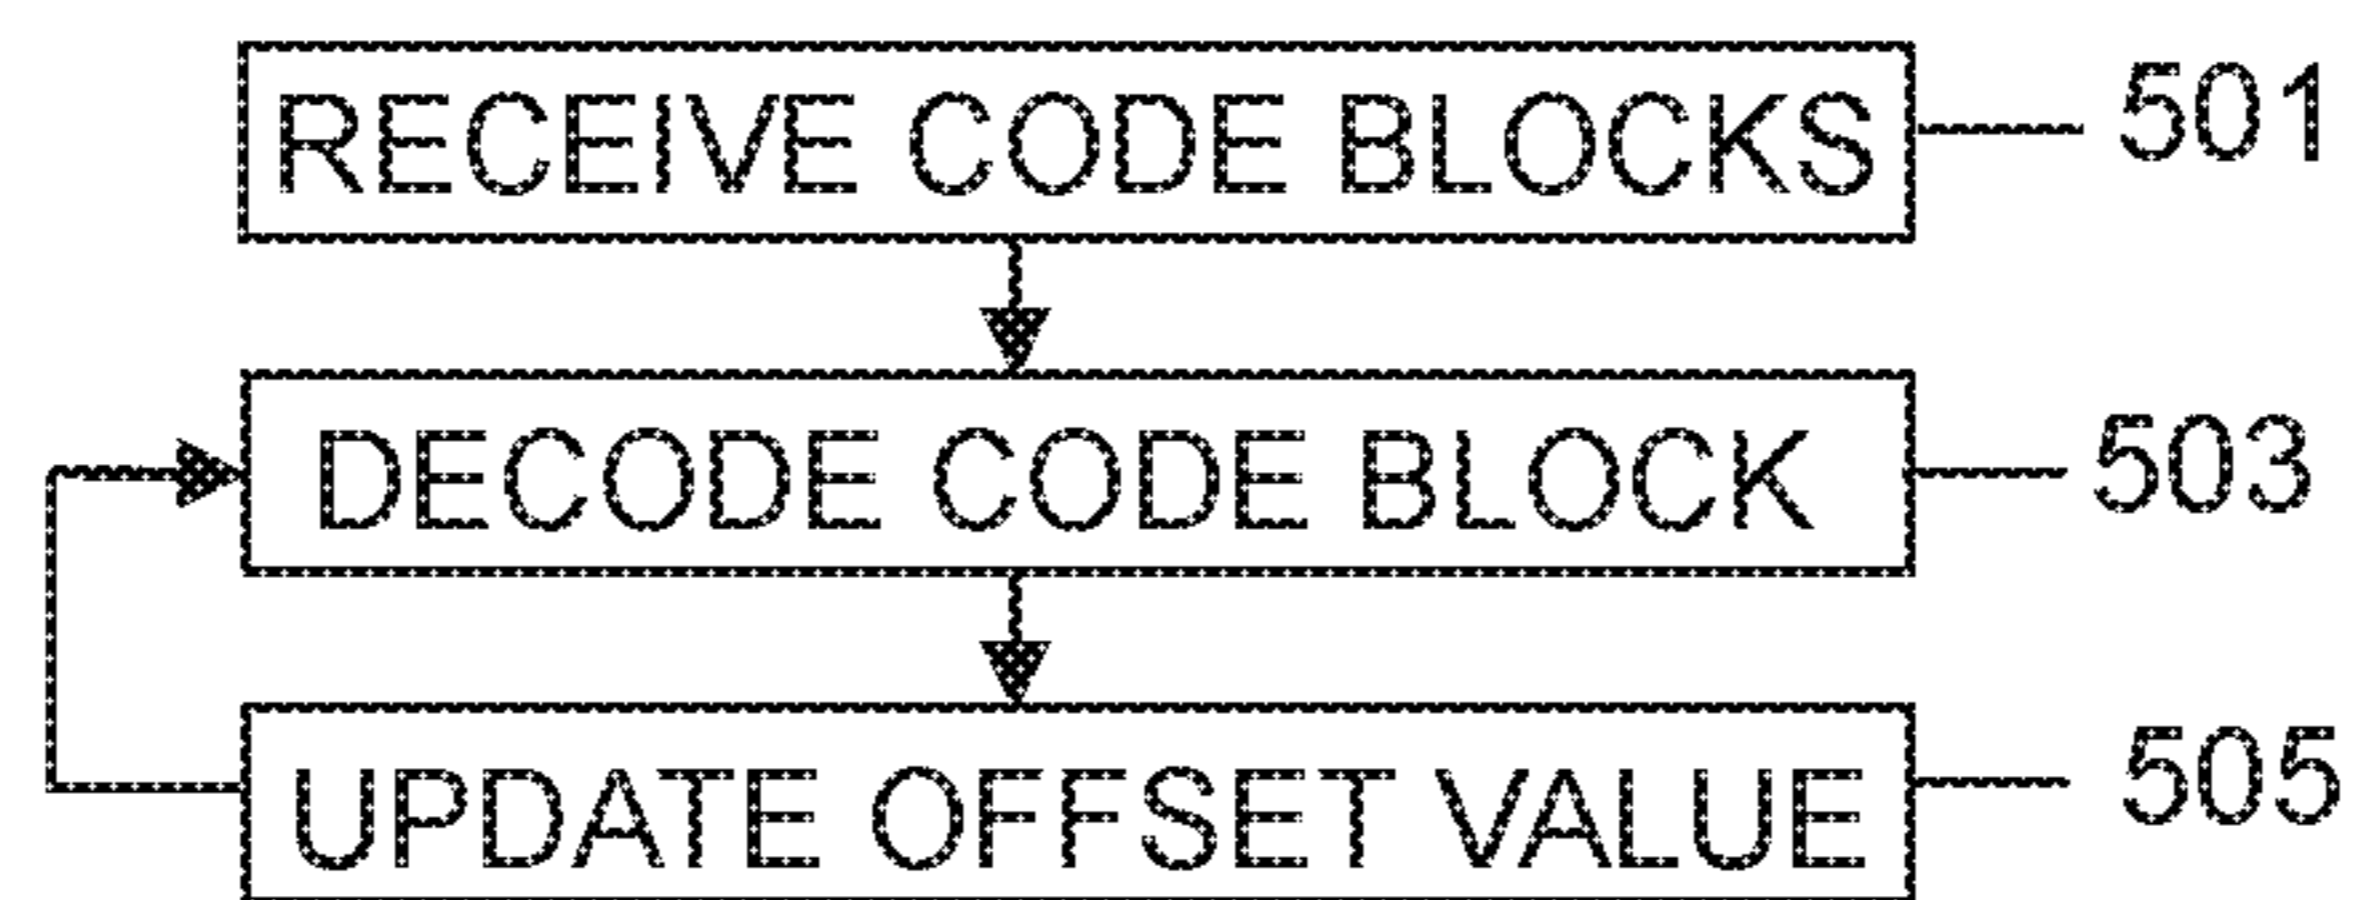 RECEIVE CODE BLOCKS 501
DECODE CODE BLOCK 503
UPDATE OFFSET VALUE 505